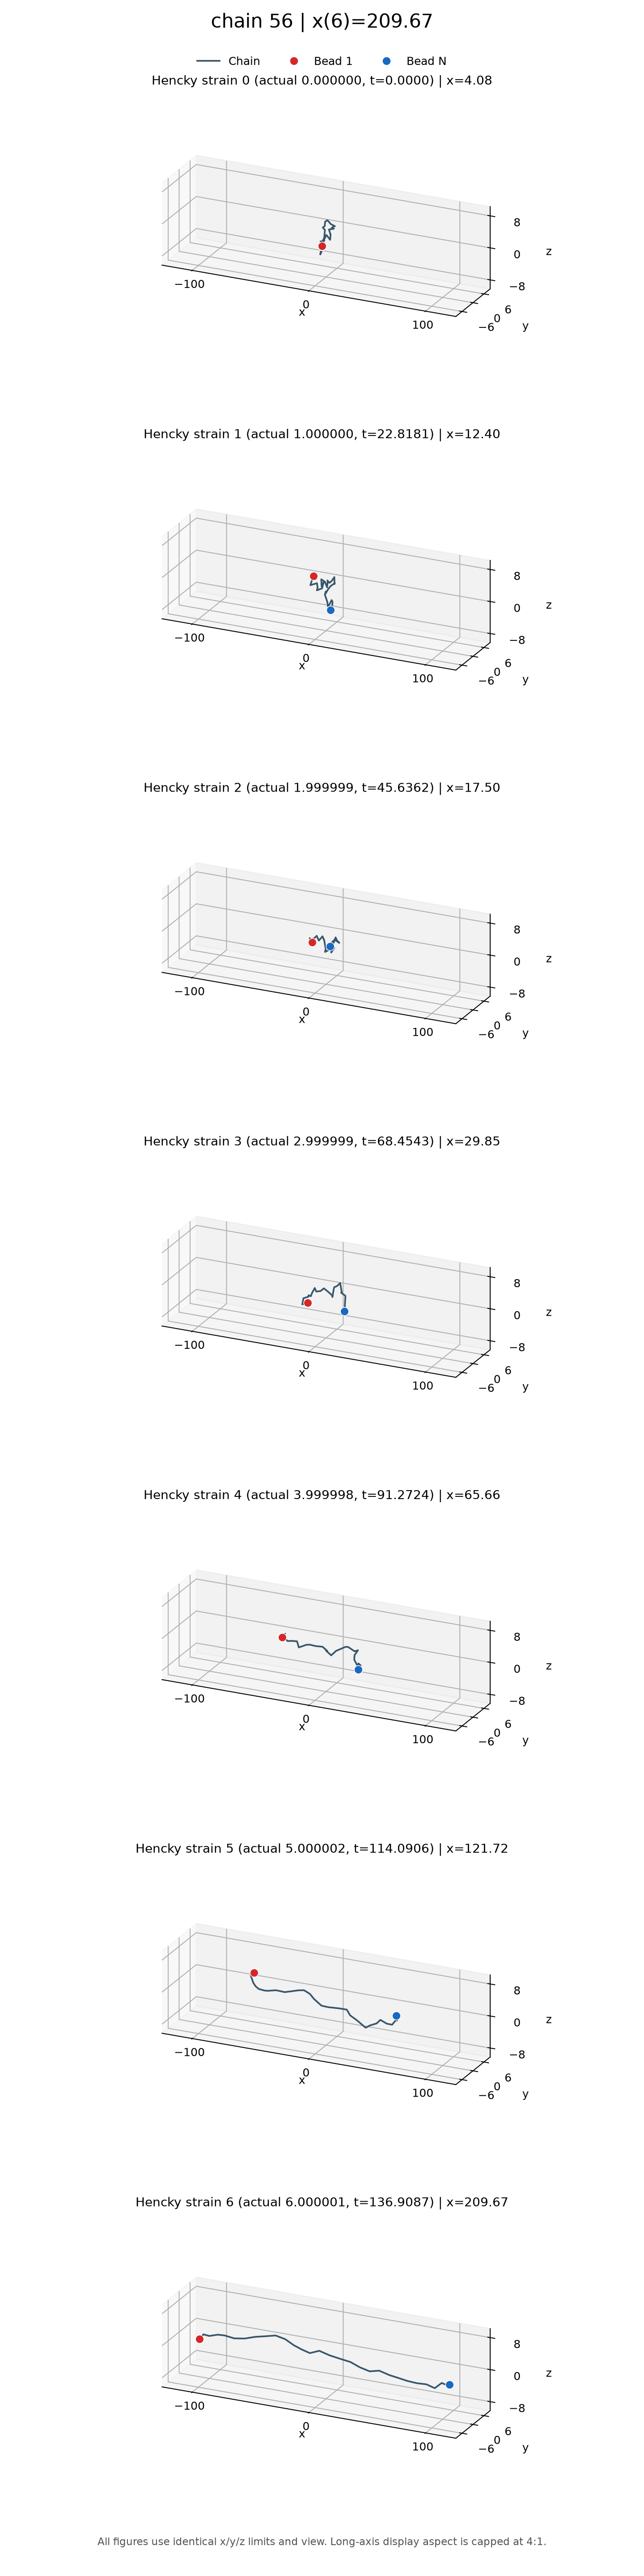 chain 56 | x(6)=209.67
Chain Bead 1 Bead N
Hencky strain 0 (actual 0.000000, t=0.0000) | x=4.08
8
0
−8
z
−100
0
100
x
−6
0
6
y
Hencky strain 1 (actual 1.000000, t=22.8181) | x=12.40
8
0
−8
z
−100
0
100
x
−6
0
6
y
Hencky strain 2 (actual 1.999999, t=45.6362) | x=17.50
8
0
−8
z
−100
0
100
x
−6
0
6
y
Hencky strain 3 (actual 2.999999, t=68.4543) | x=29.85
8
0
−8
z
−100
0
100
x
−6
0
6
y
Hencky strain 4 (actual 3.999998, t=91.2724) | x=65.66
8
0
−8
z
−100
0
100
x
−6
0
6
y
Hencky strain 5 (actual 5.000002, t=114.0906) | x=121.72
8
0
−8
z
−100
0
100
x
−6
0
6
y
Hencky strain 6 (actual 6.000001, t=136.9087) | x=209.67
8
0
−8
z
−100
0
100
x
−6
0
6
y
All figures use identical x/y/z limits and view. Long-axis display aspect is capped at 4:1.